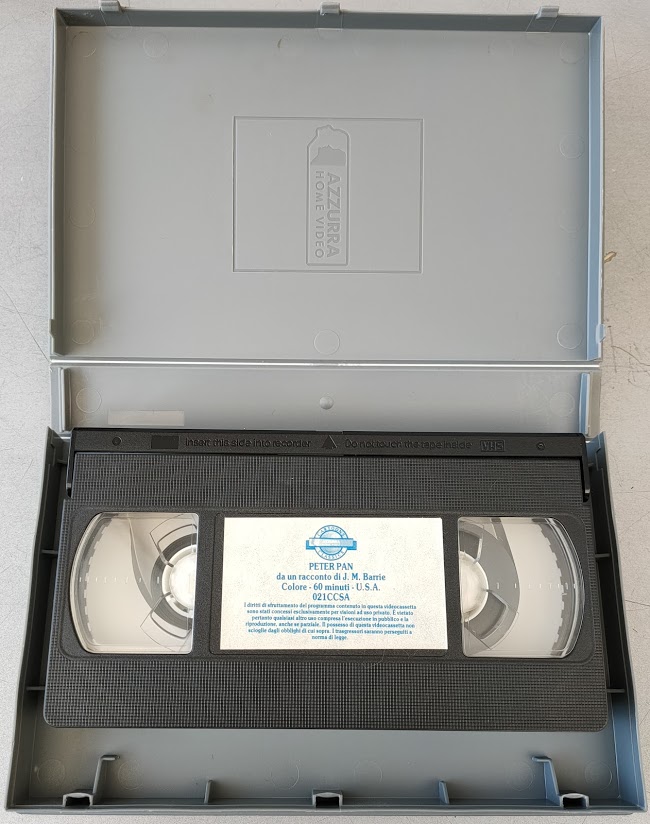 AZZURRA
HOME VIDEO
Insert this side into recorder
Do not touch the tape inside
VHS
PETER PAN
da un racconto di J. M. Barrie
Colore - 60 minuti - U.S.A.
021CCSA
I diritti di sfruttamento del programma contenuto in questa videocassetta
sono stati concessi esclusivamente per visioni ad uso privato. È vietato
pertanto qualsiasi altro uso compresa l'esecuzione in pubblico e la
riproduzione, anche se parziale. Il possesso di questa videocassetta non
scioglie dagli obblighi di cui sopra. I trasgressori saranno perseguiti a
norma di legge.